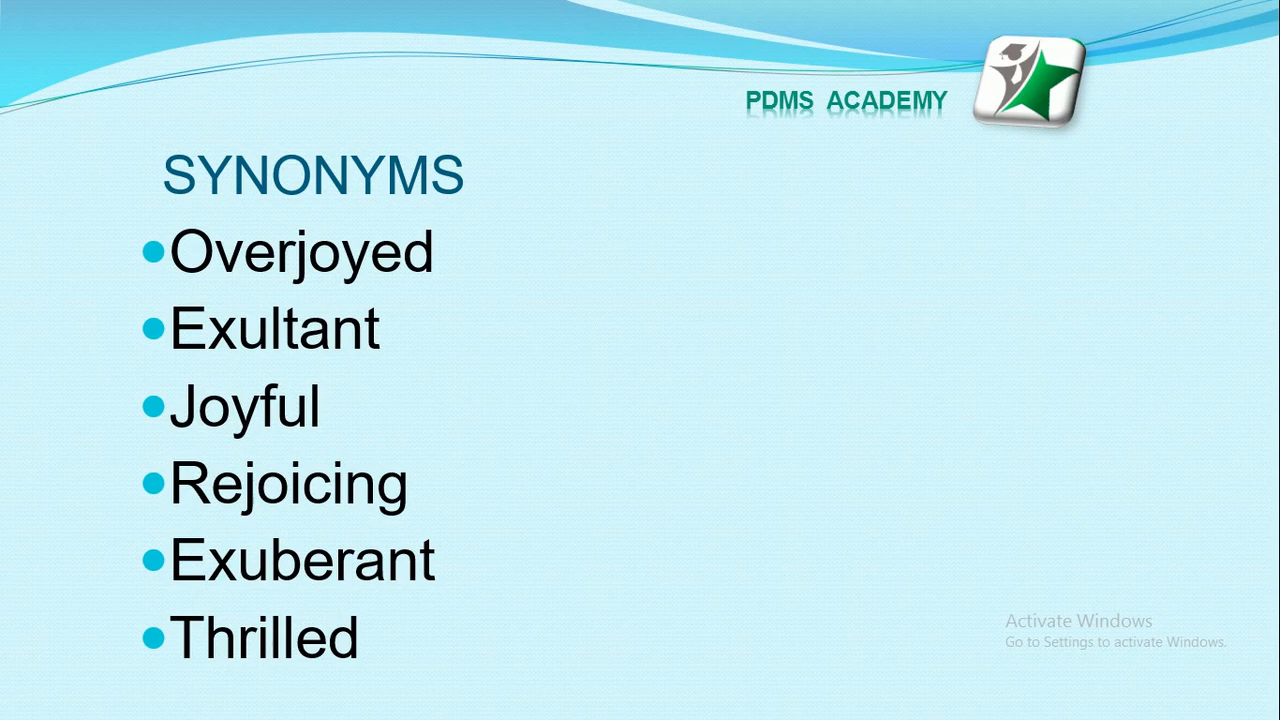 PDMS ACADEMY
SYNONYMS
•Overjoyed
•Exultant
•Joyful
•Rejoicing
•Exuberant
•Thrilled
Activate Windows
Go to Settings to activate Windows.